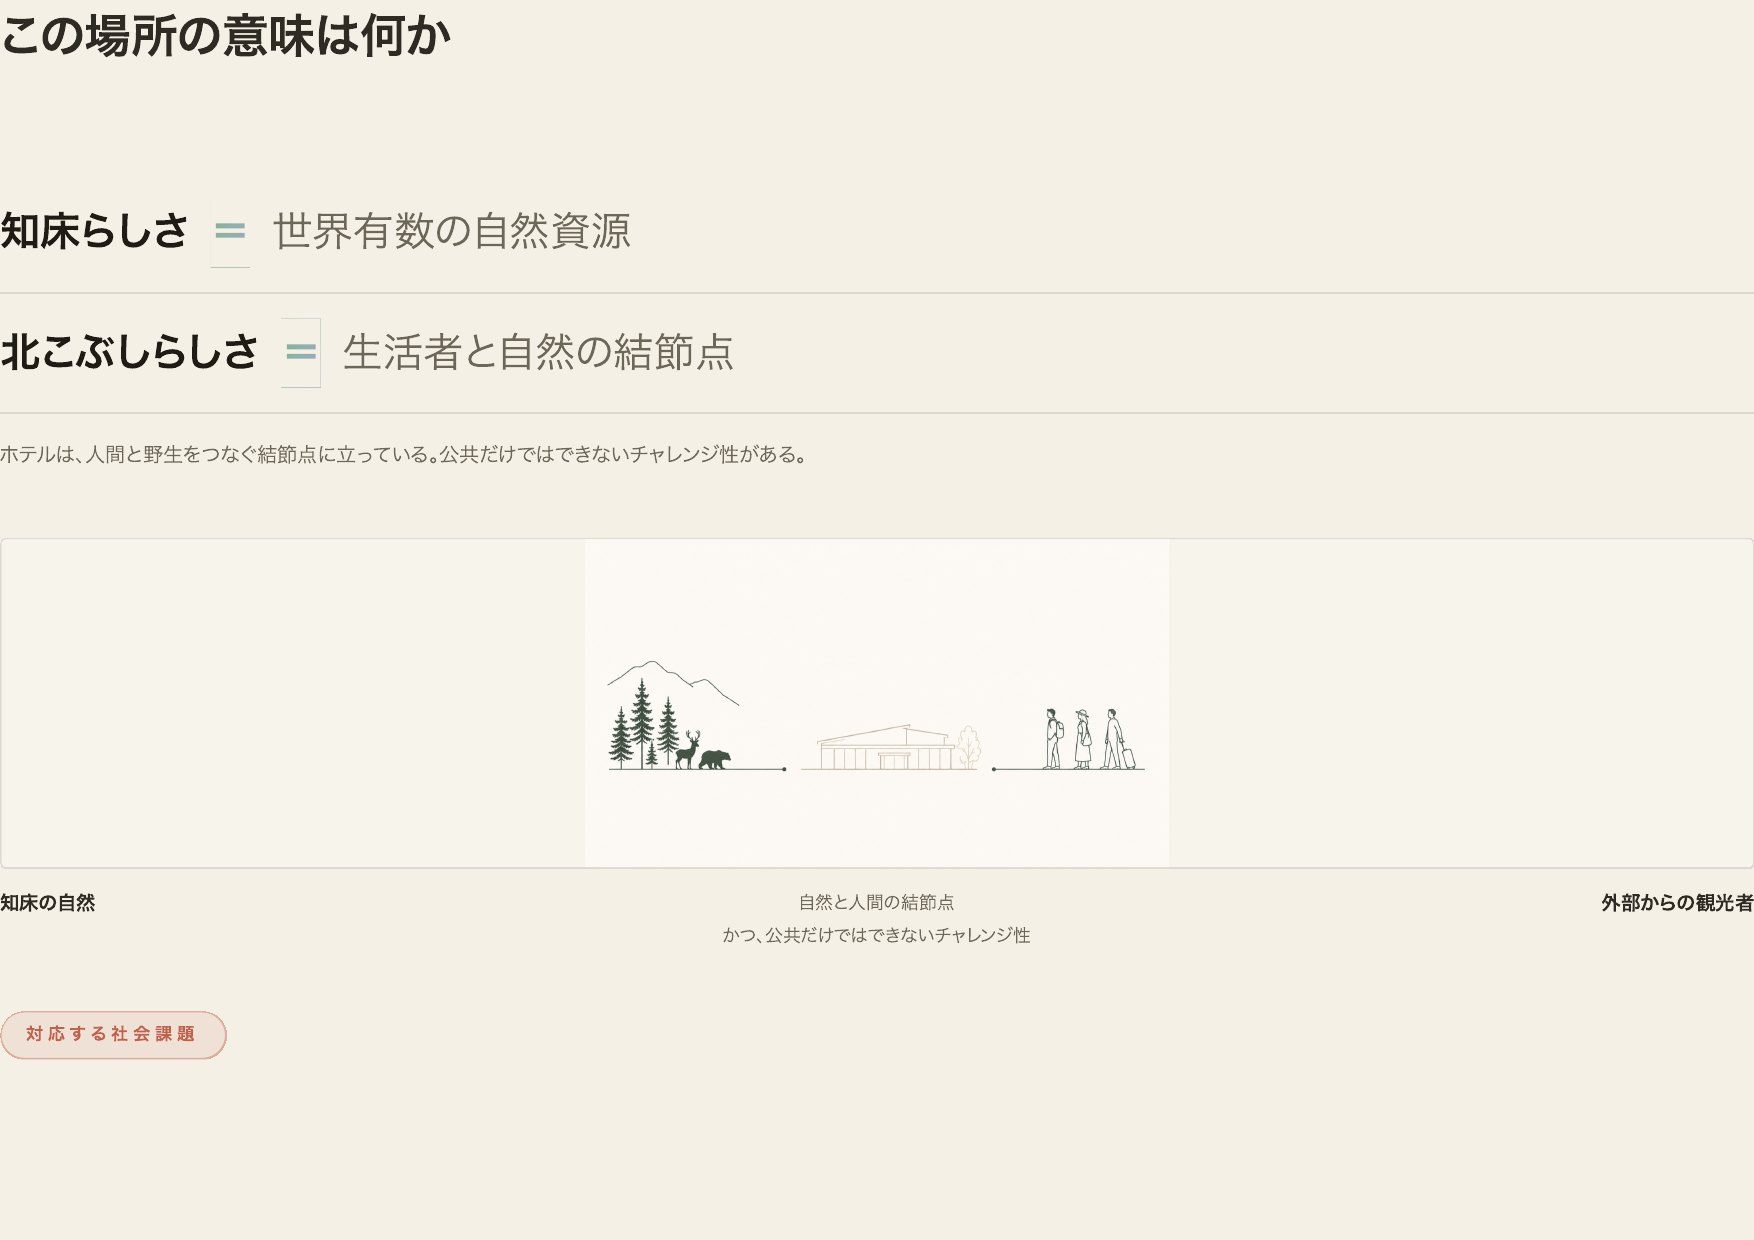 この場所の意味は何か
知床らしさ = 世界有数の自然資源
北こぶしらしさ = 生活者と自然の結節点
ホテルは、人間と野生をつなぐ結節点に立っている。公共だけではできないチャレンジ性がある。
知床の自然
自然と人間の結節点
かつ、公共だけではできないチャレンジ性
外部からの観光者
対応する社会課題